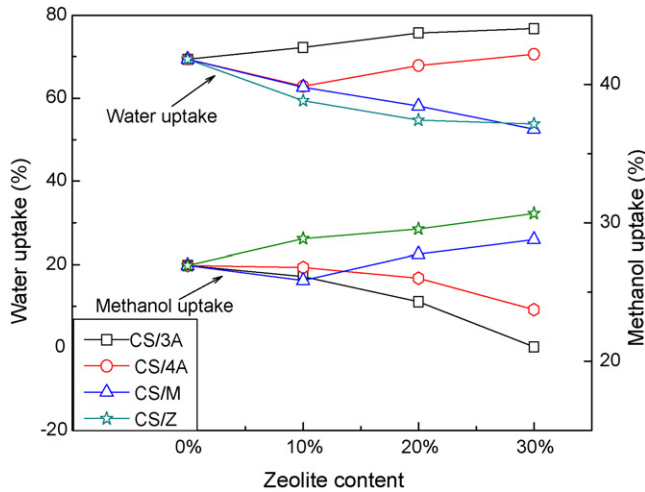 80
60
40
20
0
-20
Water uptake (%)
40
30
20
Methanol uptake (%)
Water uptake
Methanol uptake
CS/3A
CS/4A
CS/M
CS/Z
0% 10% 20% 30%
Zeolite content